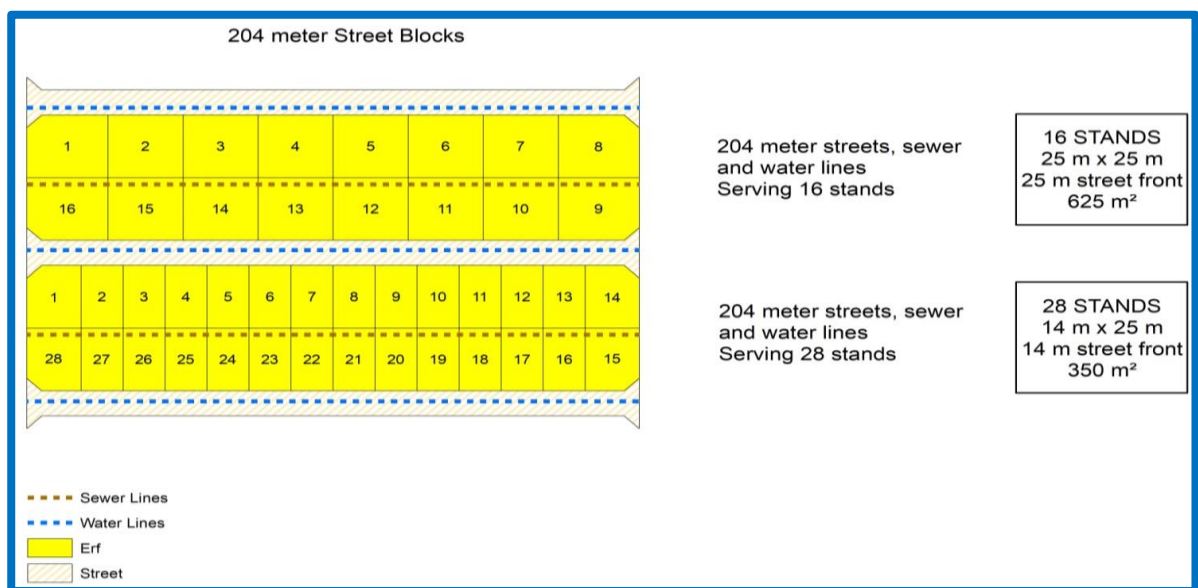 204 meter Street Blocks
1 2 3 4 5 6 7 8
16 15 14 13 12 11 10 9
204 meter streets, sewer
and water lines
Serving 16 stands
16 STANDS
25 m x 25 m
25 m street front
625 m²
1 2 3 4 5 6 7 8 9 10 11 12 13 14
28 27 26 25 24 23 22 21 20 19 18 17 16 15
204 meter streets, sewer
and water lines
Serving 28 stands
28 STANDS
14 m x 25 m
14 m street front
350 m²
Sewer Lines
Water Lines
Erf
Street